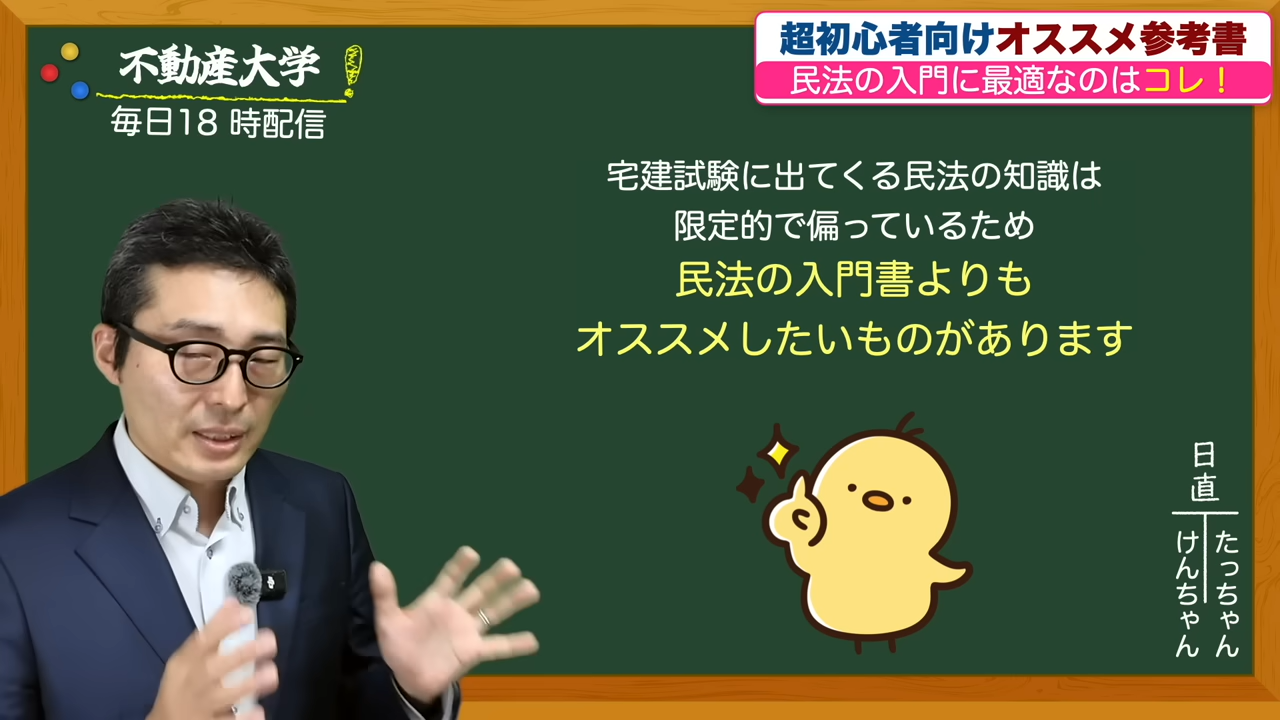 不動産大学!
毎日18 時配信
超初心者向けオススメ参考書
民法の入門に最適なのはコレ！
宅建試験に出てくる民法の知識は
限定的で偏っているため
民法の入門書よりも
オススメしたいものがあります
日直
たっちゃん
けんちゃん